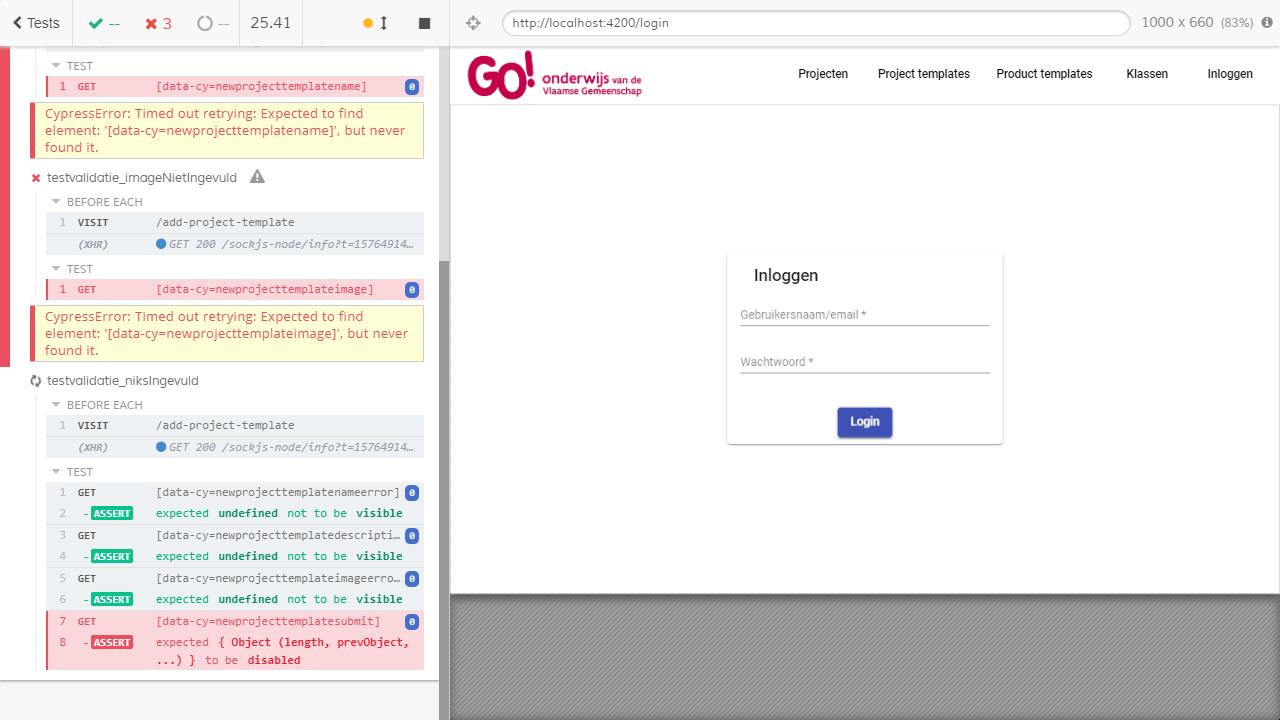 Tests
--
3
--
25.41
http://localhost:4200/login
1000 x 660 (83%)
TEST
1 GET [data-cy=newprojecttemplatename] 0
CypressError: Timed out retrying: Expected to find
element: '[data-cy=newprojecttemplatename]', but never
found it.
testvalidatie_imageNietIngevuld
BEFORE EACH
1 VISIT /add-project-template
(XHR) GET 200 /sockjs-node/info?t=15764914…
TEST
1 GET [data-cy=newprojecttemplateimage] 0
CypressError: Timed out retrying: Expected to find
element: '[data-cy=newprojecttemplateimage]', but never
found it.
testvalidatie_niksIngevuld
BEFORE EACH
1 VISIT /add-project-template
(XHR) GET 200 /sockjs-node/info?t=15764914…
TEST
1 GET [data-cy=newprojecttemplatenameerror] 0
2 -ASSERT expected undefined not to be visible
3 GET [data-cy=newprojecttemplatedescripti… 0
4 -ASSERT expected undefined not to be visible
5 GET [data-cy=newprojecttemplateimageerro… 0
6 -ASSERT expected undefined not to be visible
7 GET [data-cy=newprojecttemplatesubmit] 0
8 -ASSERT expected { Object (length, prevObject,
...) } to be disabled
GO! onderwijs van de
Vlaamse Gemeenschap
Projecten
Project templates
Product templates
Klassen
Inloggen
Inloggen
Gebruikersnaam/email *
Wachtwoord *
Login